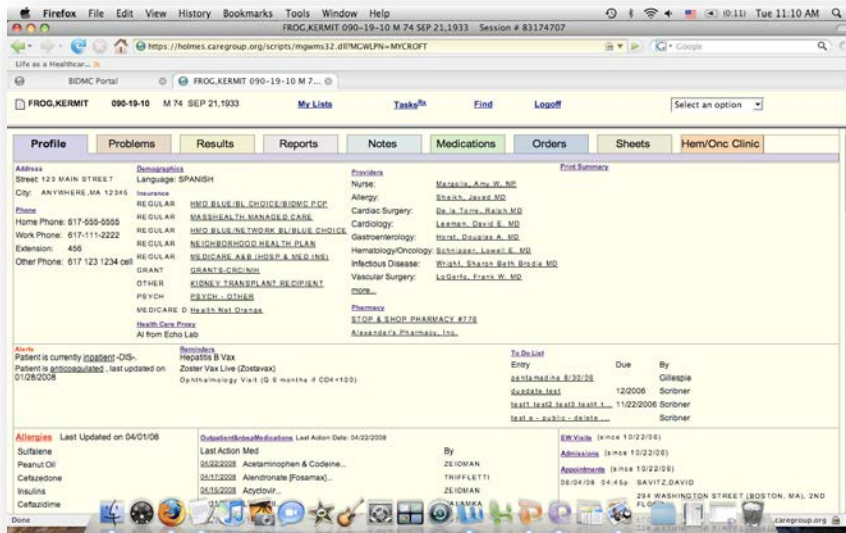 Firefox File Edit View History Bookmarks Tools Window Help (0:11) Tue 11:10 AM
FROG,KERMIT 090-19-10 M 74 SEP 21,1933 Session # 83174707
https://holmes.caregroup.org/scripts/mgwms32.dll?MGWLPN=MYCROFT
Google
Life as a Healthcar...
BIDMC Portal
FROG,KERMIT 090-19-10 M 7...
FROG,KERMIT 090-19-10 M 74 SEP 21,1933 My Lists Tasks Rx Find Logoff Select an option
Profile Problems Results Reports Notes Medications Orders Sheets Hem/Onc Clinic
Address
Street: 123 MAIN STREET
City: ANYWHERE,MA 12345
Phone
Home Phone: 617-555-5555
Work Phone: 617-111-2222
Extension: 456
Other Phone: 617 123 1234 cell
Demographics
Language: SPANISH
Insurance
REGULAR HMO BLUE/BL CHOICE/BIDMC PCP
REGULAR MASSHEALTH MANAGED CARE
REGULAR HMO BLUE/NETWORK BL/BLUE CHOICE
REGULAR NEIGHBORHOOD HEALTH PLAN
REGULAR MEDICARE A&B (HOSP & MED INS)
GRANT GRANTS-CRC/NIH
OTHER KIDNEY TRANSPLANT RECIPIENT
PSYCH PSYCH - OTHER
MEDICARE D Health Net Orange
Health Care Proxy
Al from Echo Lab
Providers
Nurse: Margolis, Amy W. NP
Allergy: Sheikh, Javed MD
Cardiac Surgery: De la Torre, Ralph MD
Cardiology: Leeman, David E. MD
Gastroenterology: Horst, Douglas A. MD
Hematology/Oncology: Schnipper, Lowell E. MD
Infectious Disease: Wright, Sharon Beth Brodie MD
Vascular Surgery: LoGerfo, Frank W. MD
more...
Pharmacy
STOP & SHOP PHARMACY #776
Alexander's Pharmacy, Inc.
Print Summary
Alerts
Patient is currently inpatient -DIS-.
Patient is anticoagulated , last updated on
01/28/2008
Reminders
Hepatitis B Vax
Zoster Vax Live (Zostavax)
Ophthalmology Visit (Q 6 months if CD4<100)
To Do List
Entry Due By
pentamadine 8/30/06 Gillespie
duedate test 12/2006 Scribner
test1 test2 test3 test4 t... 11/22/2006 Scribner
test e - public - delete ... Scribner
Allergies Last Updated on 04/01/08
Sulfalene
Peanut Oil
Cefazedone
Insulins
Ceftazidime
Outpatient&nbspMedications Last Action Date: 04/22/2008
Last Action Med By
04/22/2008 Acetaminophen & Codeine... ZEIDMAN
04/17/2008 Alendronate [Fosamax]... TRIFFLETTI
04/15/2008 Acyclovir... ZEIDMAN
EW Visits (since 10/22/06)
Admissions (since 10/22/06)
Appointments (since 10/22/06)
06/04/08 04:45p SAVITZ,DAVID
294 WASHINGTON STREET (BOSTON, MA), 2ND
Done
.caregroup.org